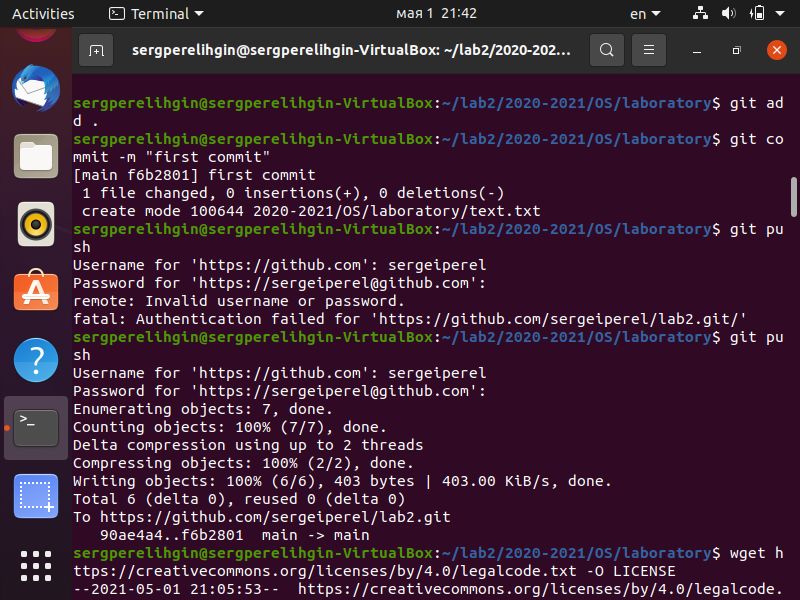 Activities
Terminal
мая 1 21:42
en
sergperelihgin@sergperelihgin-VirtualBox: ~/lab2/2020-202...
sergperelihgin@sergperelihgin-VirtualBox:~/lab2/2020-2021/OS/laboratory$ git ad
d .
sergperelihgin@sergperelihgin-VirtualBox:~/lab2/2020-2021/OS/laboratory$ git co
mmit -m "first commit"
[main f6b2801] first commit
 1 file changed, 0 insertions(+), 0 deletions(-)
 create mode 100644 2020-2021/OS/laboratory/text.txt
sergperelihgin@sergperelihgin-VirtualBox:~/lab2/2020-2021/OS/laboratory$ git pu
sh
Username for 'https://github.com': sergeiperel
Password for 'https://sergeiperel@github.com':
remote: Invalid username or password.
fatal: Authentication failed for 'https://github.com/sergeiperel/lab2.git/'
sergperelihgin@sergperelihgin-VirtualBox:~/lab2/2020-2021/OS/laboratory$ git pu
sh
Username for 'https://github.com': sergeiperel
Password for 'https://sergeiperel@github.com':
Enumerating objects: 7, done.
Counting objects: 100% (7/7), done.
Delta compression using up to 2 threads
Compressing objects: 100% (2/2), done.
Writing objects: 100% (6/6), 403 bytes | 403.00 KiB/s, done.
Total 6 (delta 0), reused 0 (delta 0)
To https://github.com/sergeiperel/lab2.git
   90ae4a4..f6b2801  main -> main
sergperelihgin@sergperelihgin-VirtualBox:~/lab2/2020-2021/OS/laboratory$ wget h
ttps://creativecommons.org/licenses/by/4.0/legalcode.txt -O LICENSE
--2021-05-01 21:05:53--  https://creativecommons.org/licenses/by/4.0/legalcode.